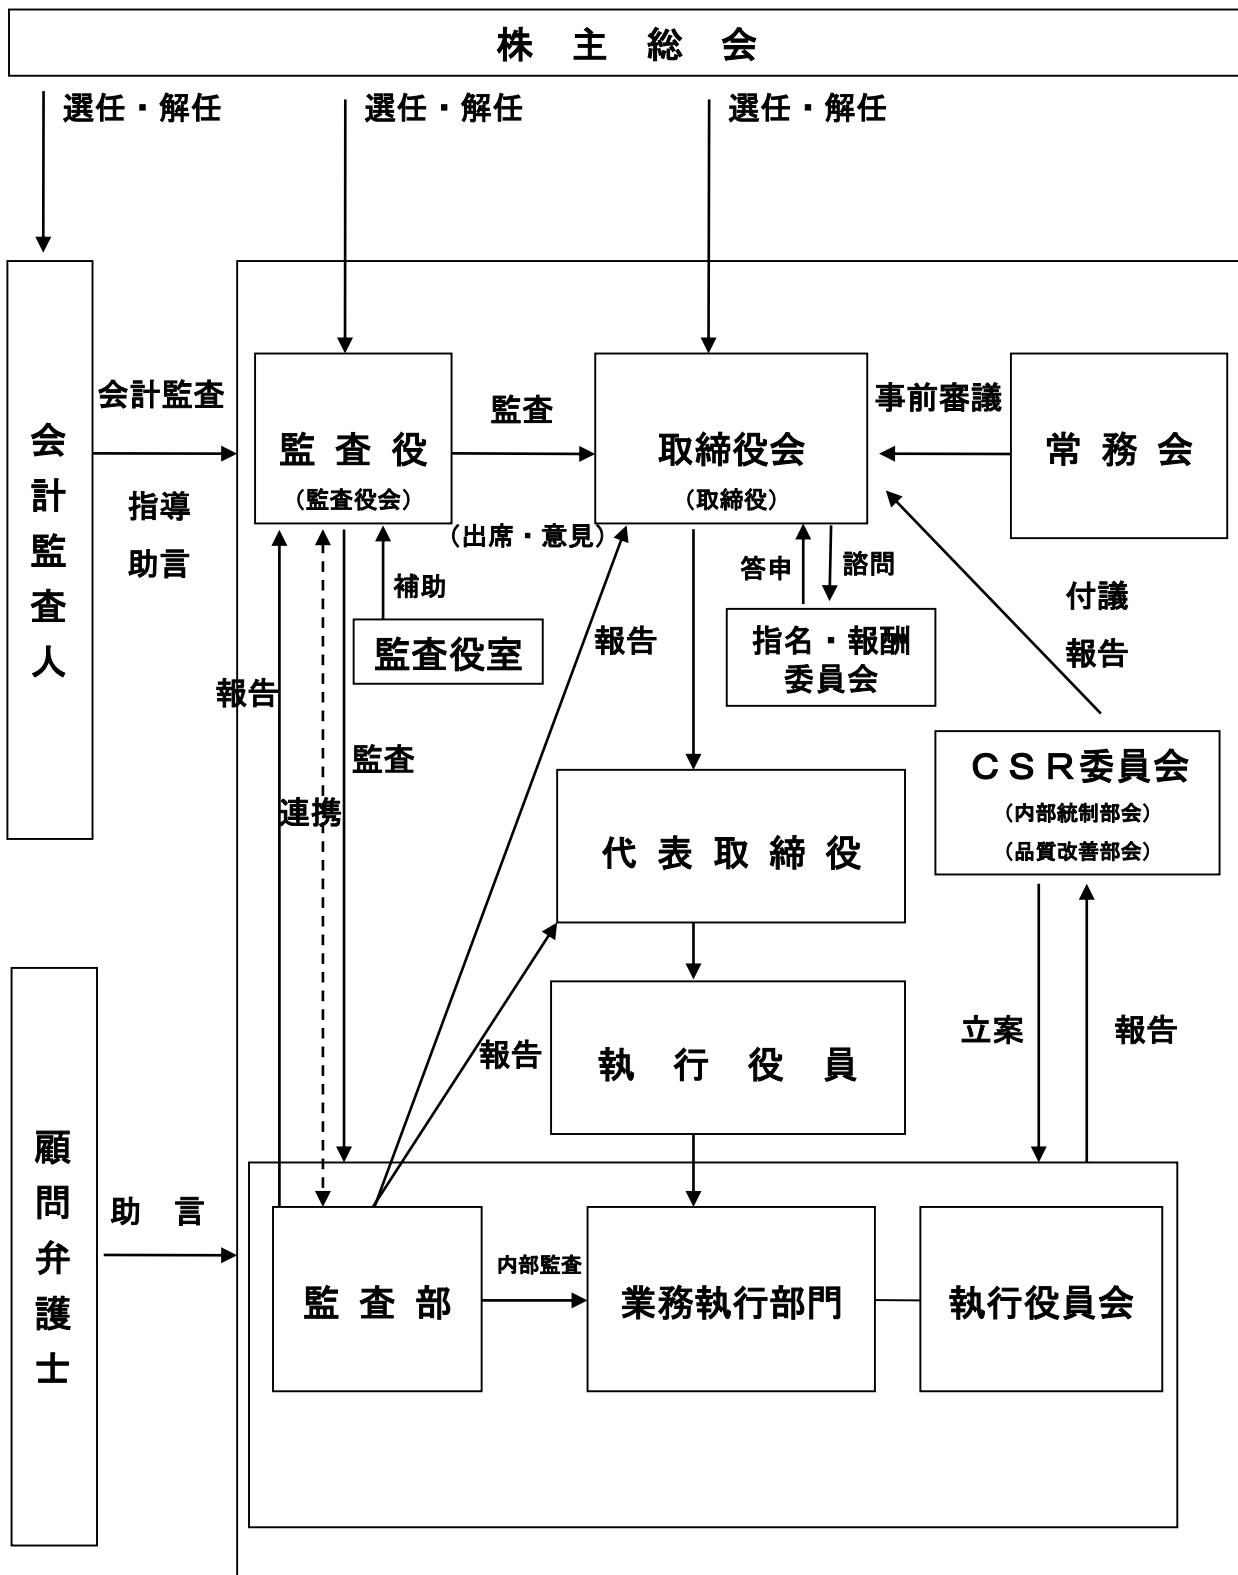 株 主 総 会
選任・解任
選任・解任
選任・解任
会計監査人
会計監査
指導
助言
監 査 役
（監査役会）
監査
（出席・意見）
取締役会
（取締役）
事前審議
常 務 会
補助
監査役室
答申
諮問
指名・報酬
委員会
付議
報告
報告
報告
連携
監査
ＣＳＲ委員会
（内部統制部会）
（品質改善部会）
代 表 取 締 役
報告
執 行 役 員
立案
報告
顧問弁護士
助 言
監 査 部
内部監査
業務執行部門
執行役員会